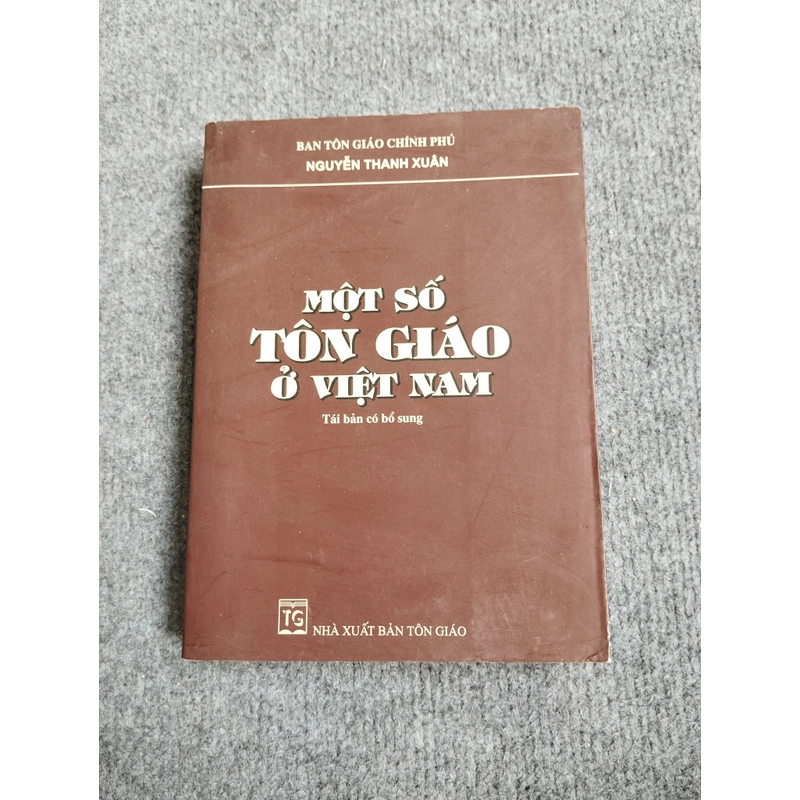 BAN TÔN GIÁO CHÍNH PHỦ
NGUYỄN THANH XUÂN
MỘT SỐ
TÔN GIÁO
Ở VIỆT NAM
Tái bản có bổ sung
TG
NHÀ XUẤT BẢN TÔN GIÁO